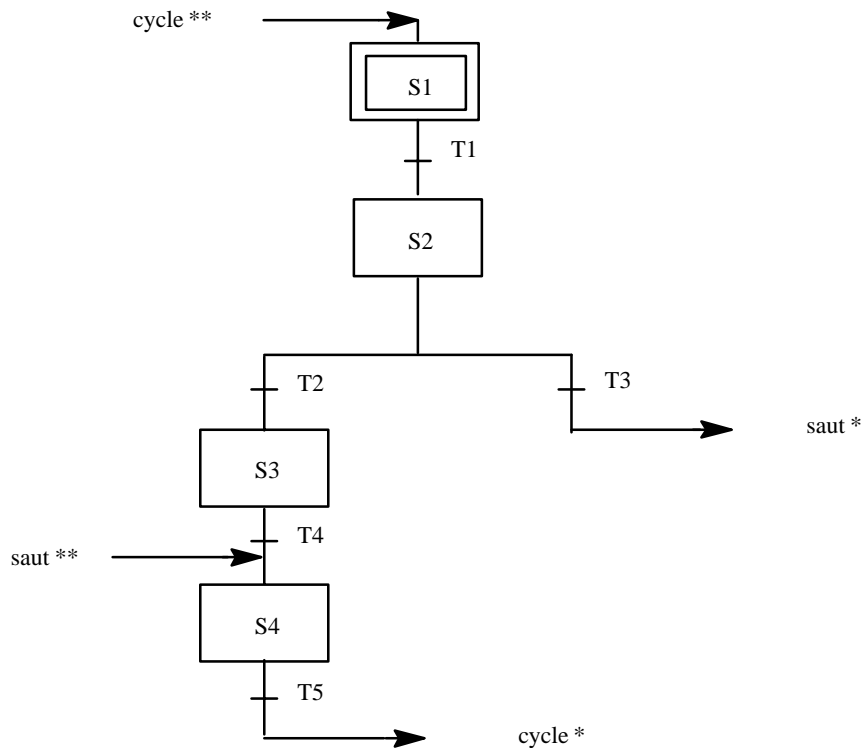 cycle **
S1
T1
S2
T2
T3
saut *
S3
T4
saut **
S4
T5
cycle *